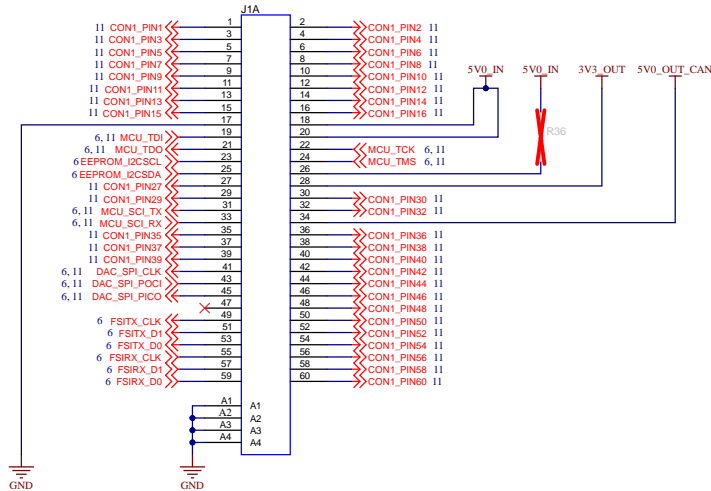 J1A
11 CON1_PIN1 1 2 CON1_PIN2 11
11 CON1_PIN3 3 4 CON1_PIN4 11
11 CON1_PIN5 5 6 CON1_PIN6 11
11 CON1_PIN7 7 8 CON1_PIN8 11 5V0_IN 5V0_IN 3V3_OUT 5V0_OUT_CAN
11 CON1_PIN9 9 10 CON1_PIN10 11
11 CON1_PIN11 11 12 CON1_PIN12 11
11 CON1_PIN13 13 14 CON1_PIN14 11
11 CON1_PIN15 15 16 CON1_PIN16 11
17 18
6, 11 MCU_TDI 19 20 R36
6, 11 MCU_TDO 21 22 MCU_TCK 6, 11
6 EEPROM_I2CSCL 23 24 MCU_TMS 6, 11
6 EEPROM_I2CSDA 25 26
11 CON1_PIN27 27 28
11 CON1_PIN29 29 30 CON1_PIN30 11
6, 11 MCU_SCI_TX 31 32 CON1_PIN32 11
6, 11 MCU_SCI_RX 33 34
11 CON1_PIN35 35 36 CON1_PIN36 11
11 CON1_PIN37 37 38 CON1_PIN38 11
11 CON1_PIN39 39 40 CON1_PIN40 11
6, 11 DAC_SPI_CLK 41 42 CON1_PIN42 11
6, 11 DAC_SPI_POCI 43 44 CON1_PIN44 11
6, 11 DAC_SPI_PICO 45 46 CON1_PIN46 11
47 48 CON1_PIN48 11
6 FSITX_CLK 49 50 CON1_PIN50 11
6 FSITX_D1 51 52 CON1_PIN52 11
6 FSITX_D0 53 54 CON1_PIN54 11
6 FSIRX_CLK 55 56 CON1_PIN56 11
6 FSIRX_D1 57 58 CON1_PIN58 11
6 FSIRX_D0 59 60 CON1_PIN60 11
A1 A1
A2 A2
A3 A3
A4 A4
GND GND